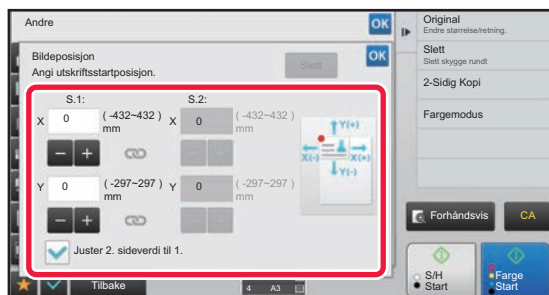 Andre
OK
Bildeposisjon
Angi utskriftsstartposisjon.
Slett
OK
S.1:
S.2:
X
0
( -432~432 )
mm
X
0
( -432~432 )
mm
Y(+)
X(-)
X(+)
Y(-)
Y
0
( -297~297 )
mm
Y
0
( -297~297 )
mm
Juster 2. sideverdi til 1.
Tilbake
4 A3
Original
Endre størrelse/retning.
Slett
Slett skygge rundt
2-Sidig Kopi
Fargemodus
Forhåndsvis
CA
S/H
Start
Farge
Start